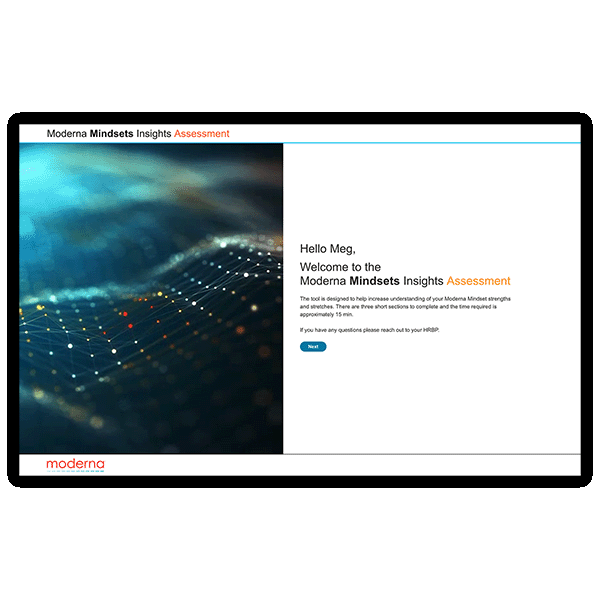 Moderna Mindsets Insights Assessment
Hello Meg,
Welcome to the
Moderna Mindsets Insights Assessment
The tool is designed to help increase understanding of your Moderna Mindset strengths
and stretches. There are three short sections to complete and the time required is
approximately 15 min.
If you have any questions please reach out to your HRBP.
Next
moderna